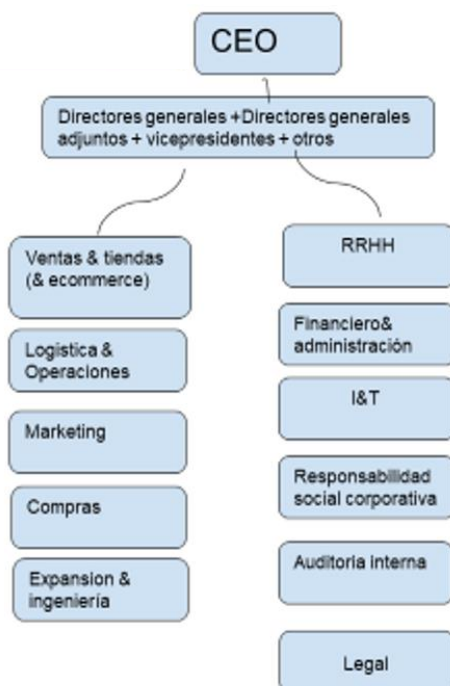 CEO
Directores generales +Directores generales
adjuntos + vicepresidentes + otros
Ventas & tiendas
(& ecommerce)
Logistica &
Operaciones
Marketing
Compras
Expansion &
ingeniería
RRHH
Financiero&
administración
I&T
Responsabilidad
social corporativa
Auditoria interna
Legal